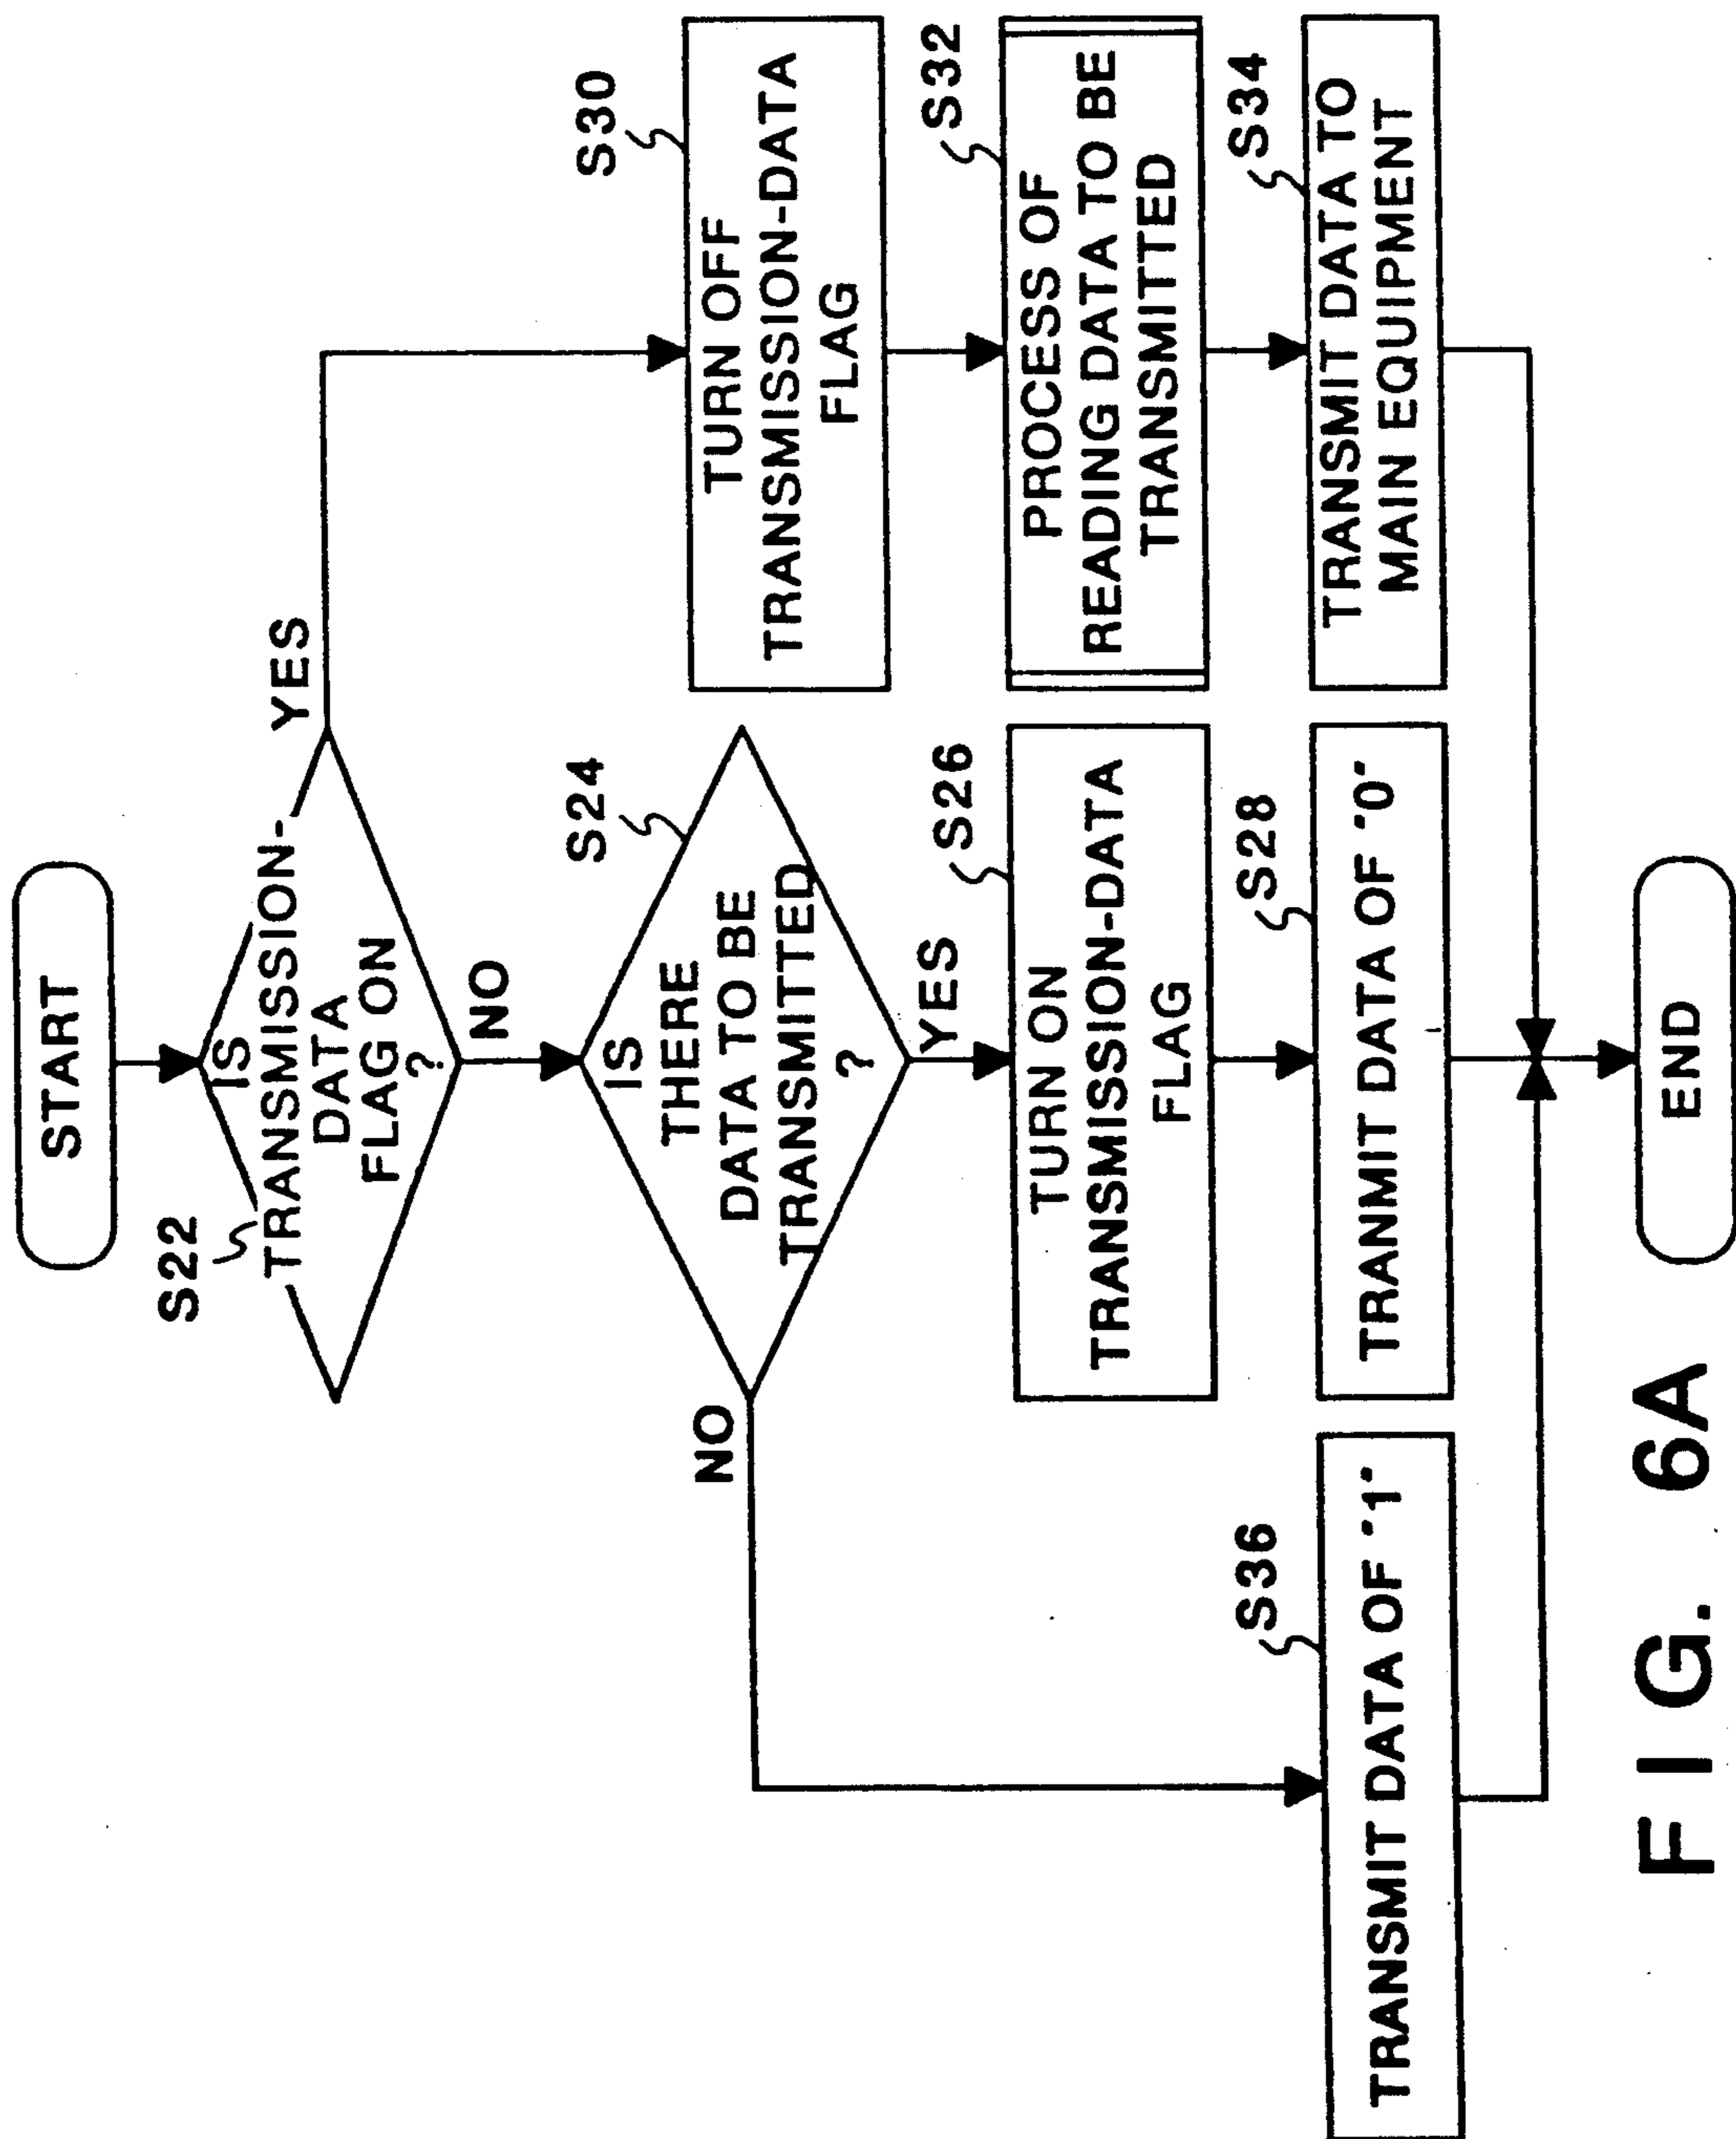 START
S22
IS
TRANSMISSION-
DATA
FLAG ON
?
YES
NO
S24
IS
THERE
DATA TO BE
TRANSMITTED
?
NO
YES
S30
TURN OFF
TRANSMISSION-DATA
FLAG
S26
TURN ON
TRANSMISSION-DATA
FLAG
S32
PROCESS OF
READING DATA TO BE
TRANSMITTED
S36
TRANSMIT DATA OF "1"
S28
TRANMIT DATA OF "0"
S34
TRANSMIT DATA TO
MAIN EQUIPMENT
END
FIG. 6A